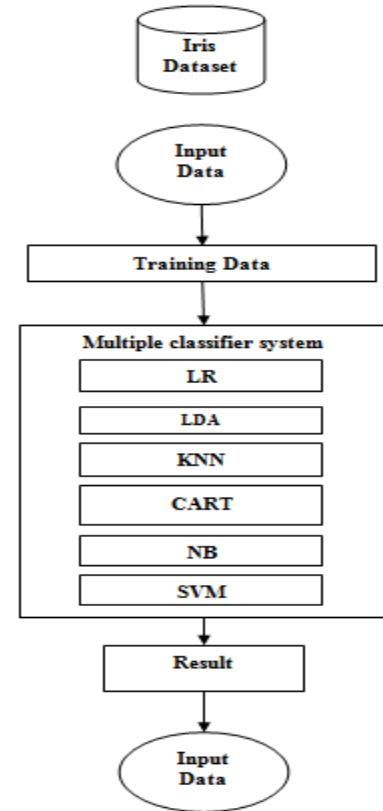 Iris
Dataset
Input
Data
Training Data
Multiple classifier system
LR
LDA
KNN
CART
NB
SVM
Result
Input
Data